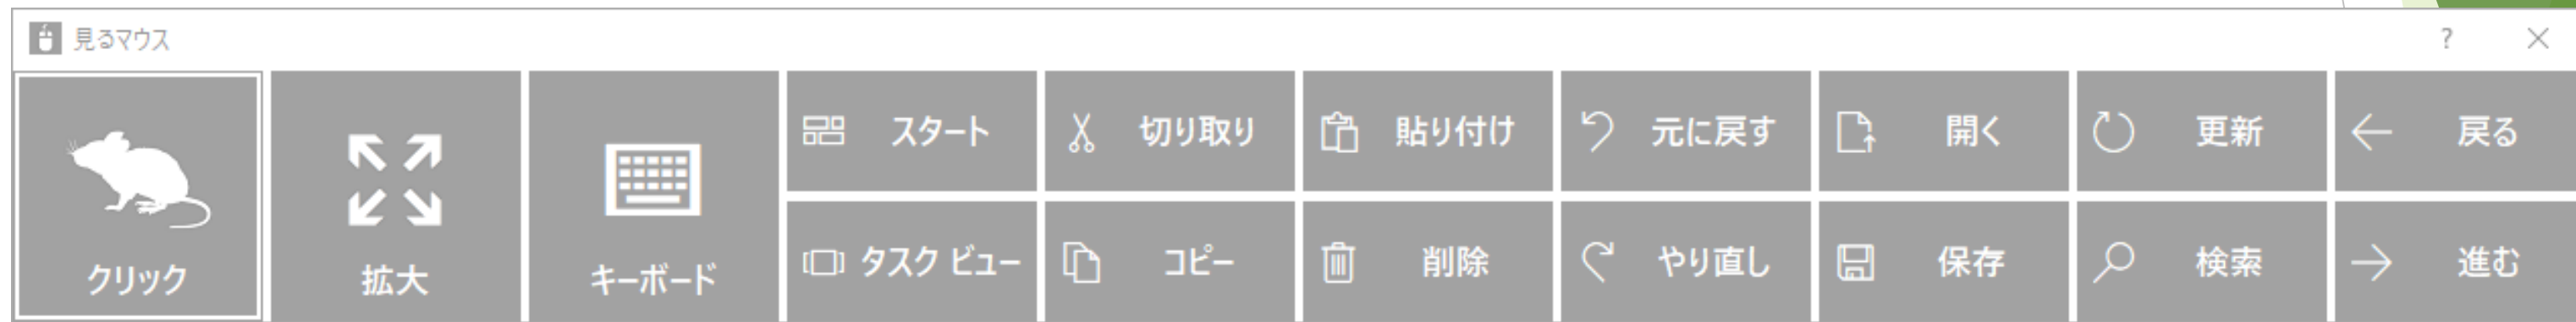 見るマウス
?
クリック
拡大
キーボード
スタート
切り取り
貼り付け
元に戻す
開く
更新
戻る
タスク ビュー
コピー
削除
やり直し
保存
検索
進む